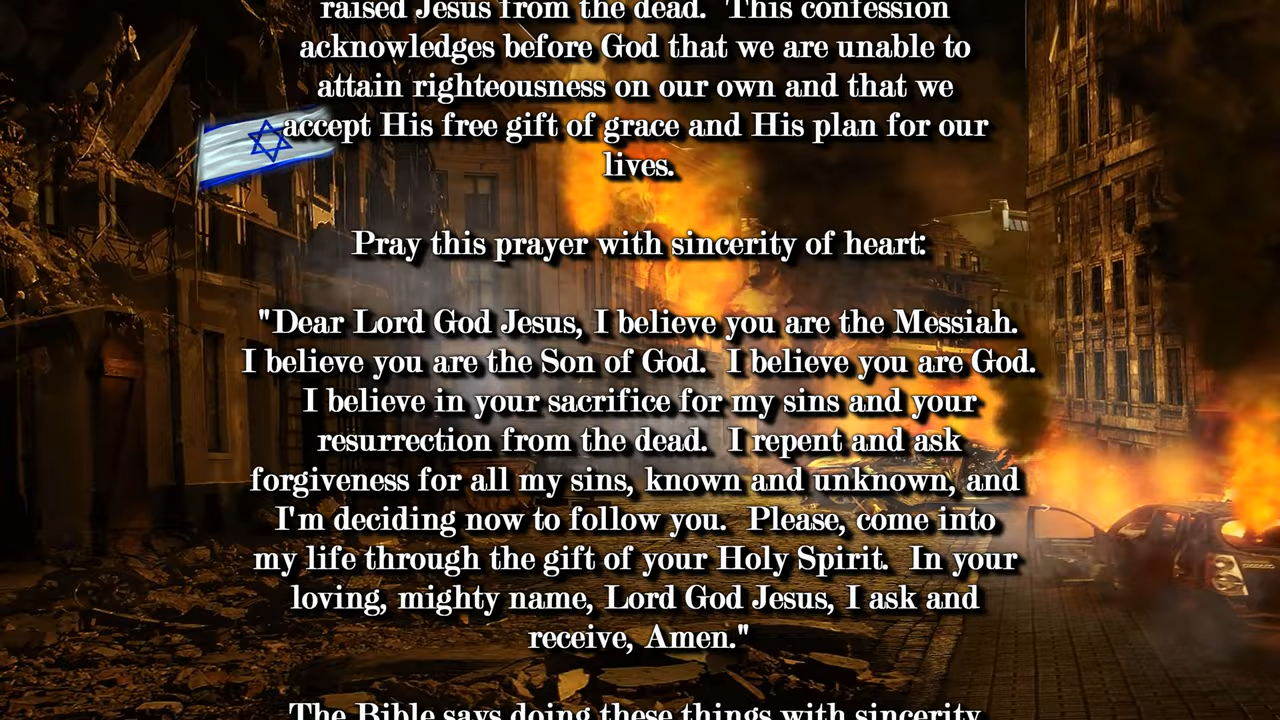 raised Jesus from the dead.  This confession
acknowledges before God that we are unable to
attain righteousness on our own and that we
accept His free gift of grace and His plan for our
lives.
Pray this prayer with sincerity of heart:
"Dear Lord God Jesus, I believe you are the Messiah.
I believe you are the Son of God.  I believe you are God.
I believe in your sacrifice for my sins and your
resurrection from the dead.  I repent and ask
forgiveness for all my sins, known and unknown, and
I'm deciding now to follow you.  Please, come into
my life through the gift of your Holy Spirit.  In your
loving, mighty name, Lord God Jesus, I ask and
receive, Amen."
The Bible says doing these things with sincerity